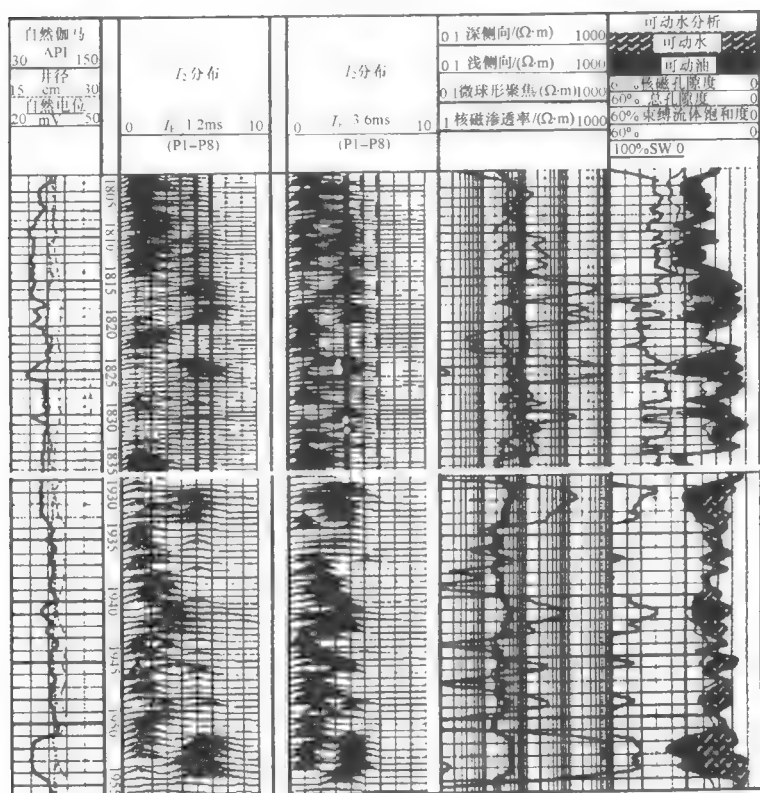 自然伽马
API
30 150
井径
15 cm 30
自然电位
20 mV 50
T₂分布
0 1.2ms 10
(P1-P8)
T₂分布
0 3.6ms 10
(P1-P8)
0.1 深侧向/(Ω·m) 1000
0.1 浅侧向/(Ω·m) 1000
0.1 微球形聚焦/(Ω·m) 1000
1 核磁渗透率/(Ω·m) 1000
可动水分析
可动水
可动油
核磁孔隙度 0
60% 总孔隙度 0
60% 束缚流体饱和度 0
60%
100% SW 0
1805
1810
1815
1820
1825
1830
1835
1930
1935
1940
1945
1950